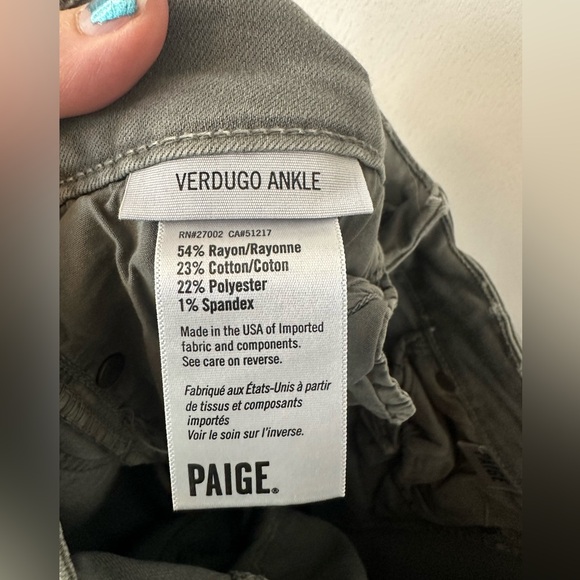 VERDUGO ANKLE
RN#27002 CA#51217
54% Rayon/Rayonne
23% Cotton/Coton
22% Polyester
1% Spandex
Made in the USA of Imported
fabric and components.
See care on reverse.
Fabriqué aux États-Unis à partir
de tissus et composants
importés
Voir le soin sur l'inverse.
PAIGE®